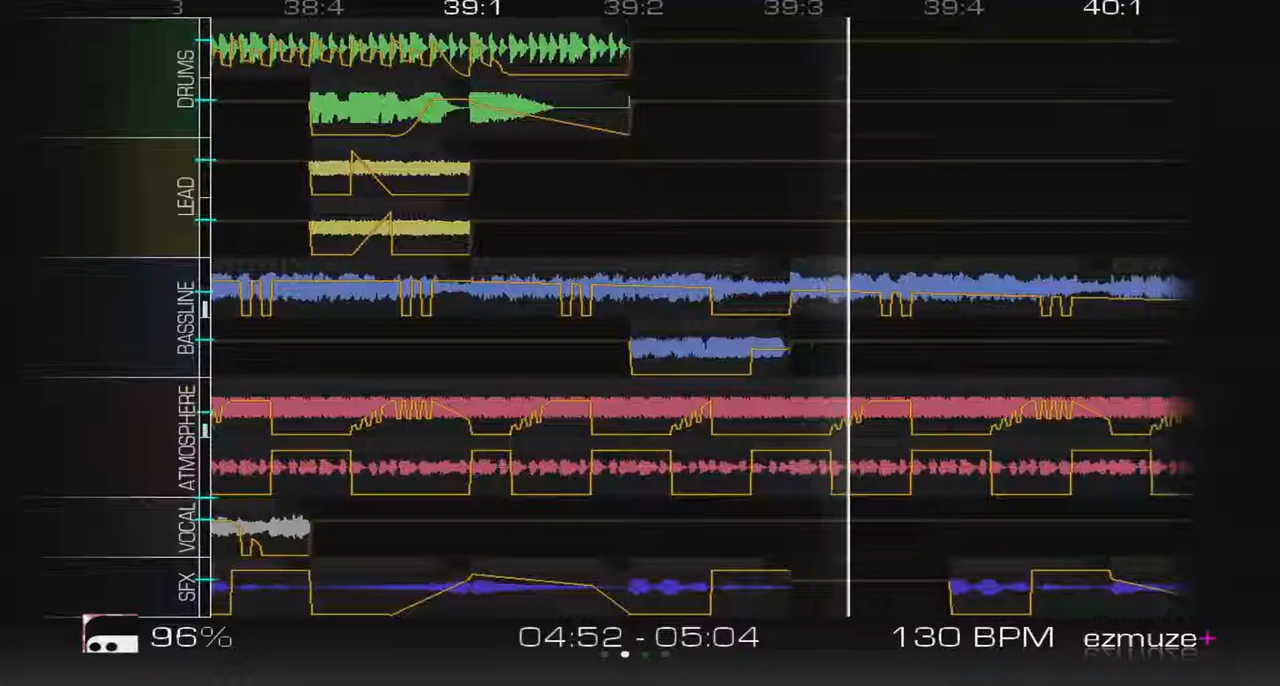 3 38:4 39:1 39:2 39:3 39:4 40:1
DRUMS
LEAD
BASSLINE
ATMOSPHERE
VOCAL
SFX
96% 04:52 - 05:04 130 BPM ezmuze+